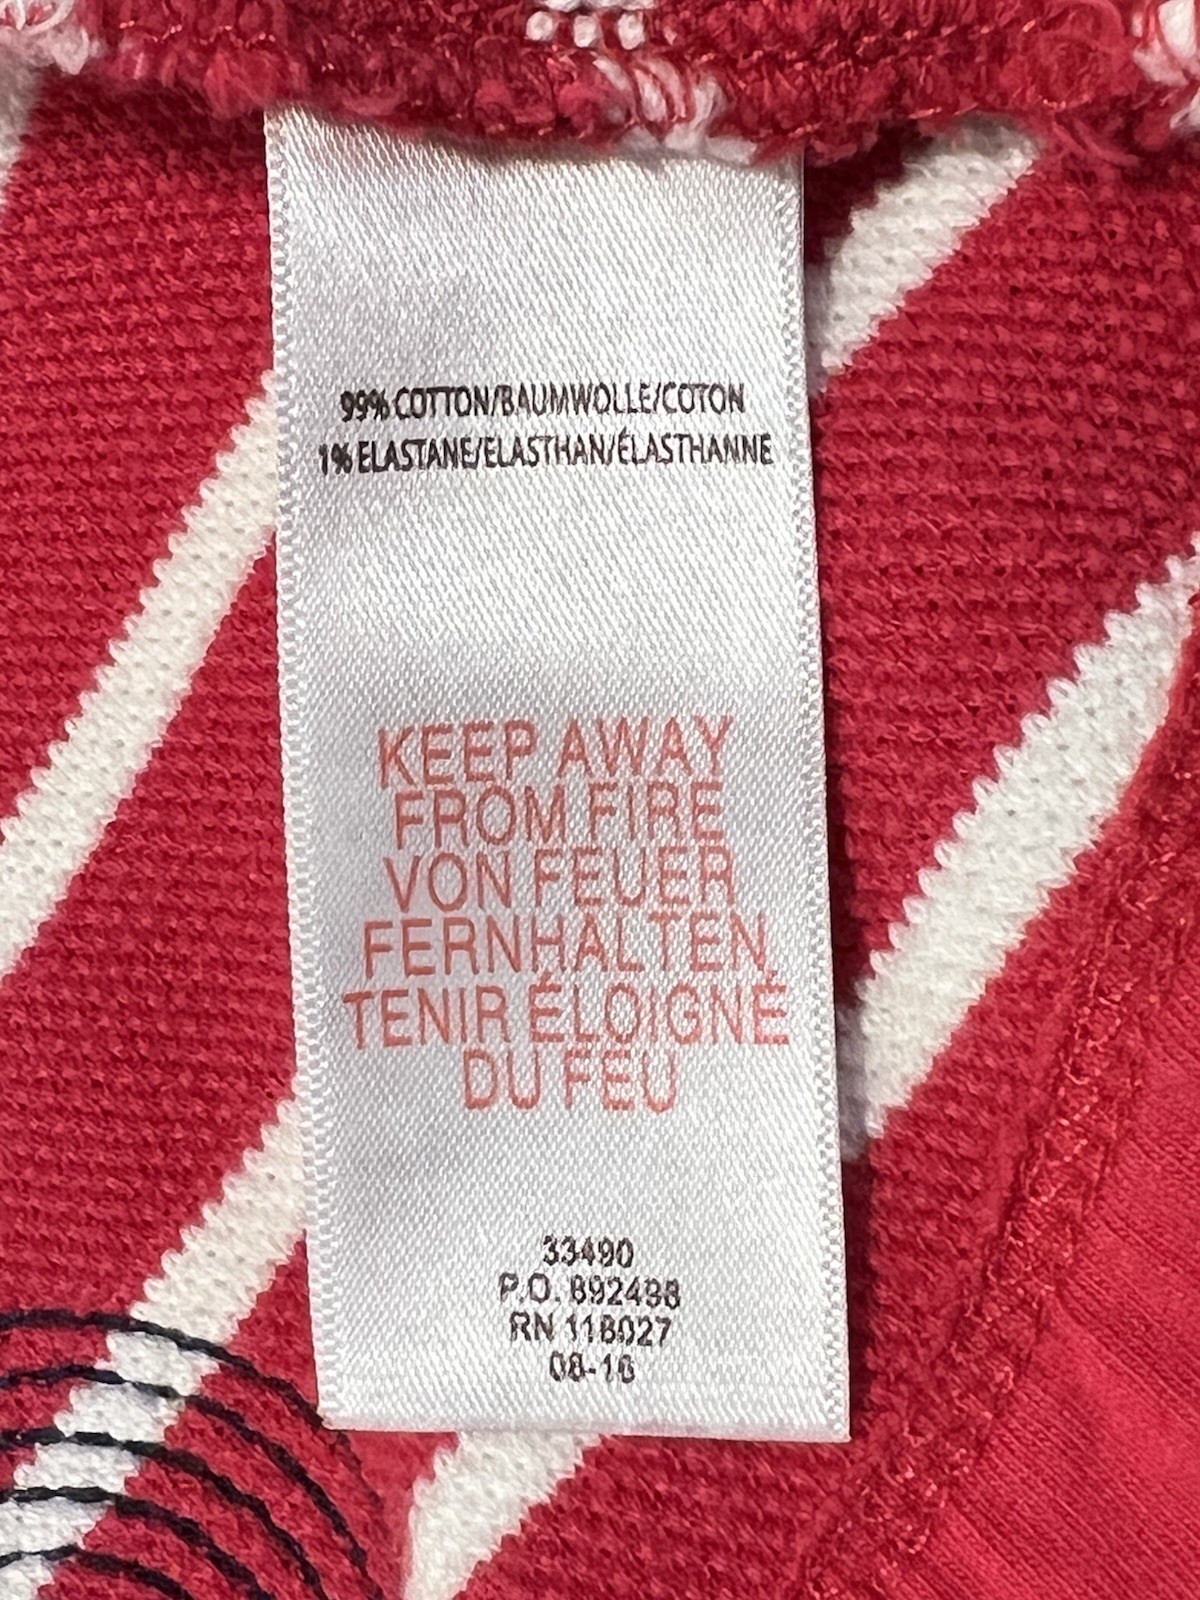 99% COTTON/BAUMWOLLE/COTON
1% ELASTANE/ELASTHAN/ÉLASTHANNE
KEEP AWAY
FROM FIRE
VON FEUER
FERNHALTEN
TENIR ÉLOIGNÉ
DU FEU
33490
P.O. 892498
RN 118027
08-16